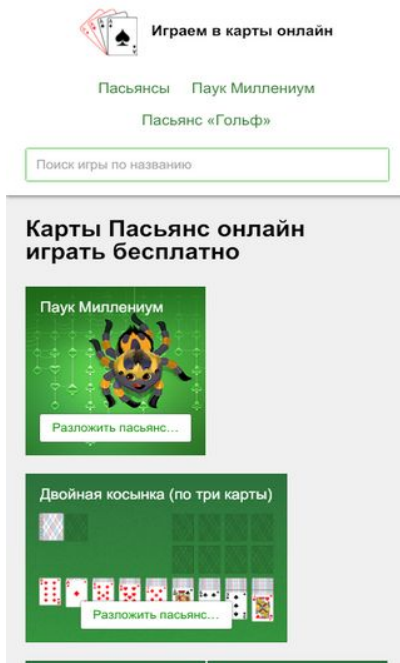 Играем в карты онлайн
Пасьянсы Паук Миллениум
Пасьянс «Гольф»
Поиск игры по названию
Карты Пасьянс онлайн
играть бесплатно
Паук Миллениум
Разложить пасьянс...
Двойная косынка (по три карты)
Разложить пасьянс...